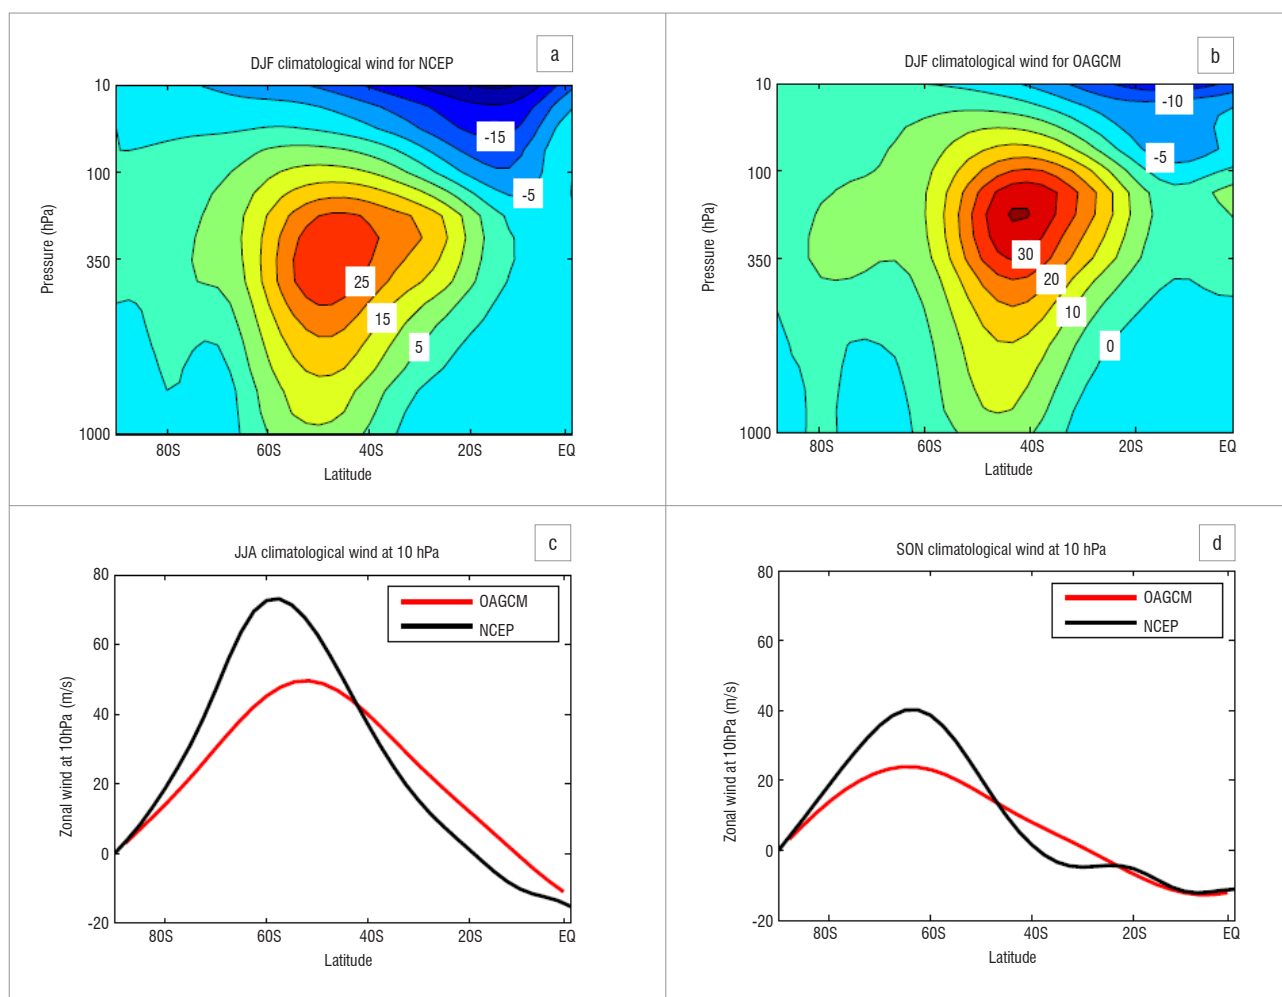 a
DJF climatological wind for NCEP
10
100
350
1000
Pressure (hPa)
-15
-5
25
15
5
80S 60S 40S 20S EQ
Latitude
b
DJF climatological wind for OAGCM
10
100
350
1000
Pressure (hPa)
-10
-5
30
20
10
0
80S 60S 40S 20S EQ
Latitude
c
JJA climatological wind at 10 hPa
80
60
40
20
0
-20
Zonal wind at 10hPa (m/s)
OAGCM
NCEP
80S 60S 40S 20S EQ
Latitude
d
SON climatological wind at 10 hPa
80
60
40
20
0
-20
Zonal wind at 10hPa (m/s)
OAGCM
NCEP
80S 60S 40S 20S EQ
Latitude